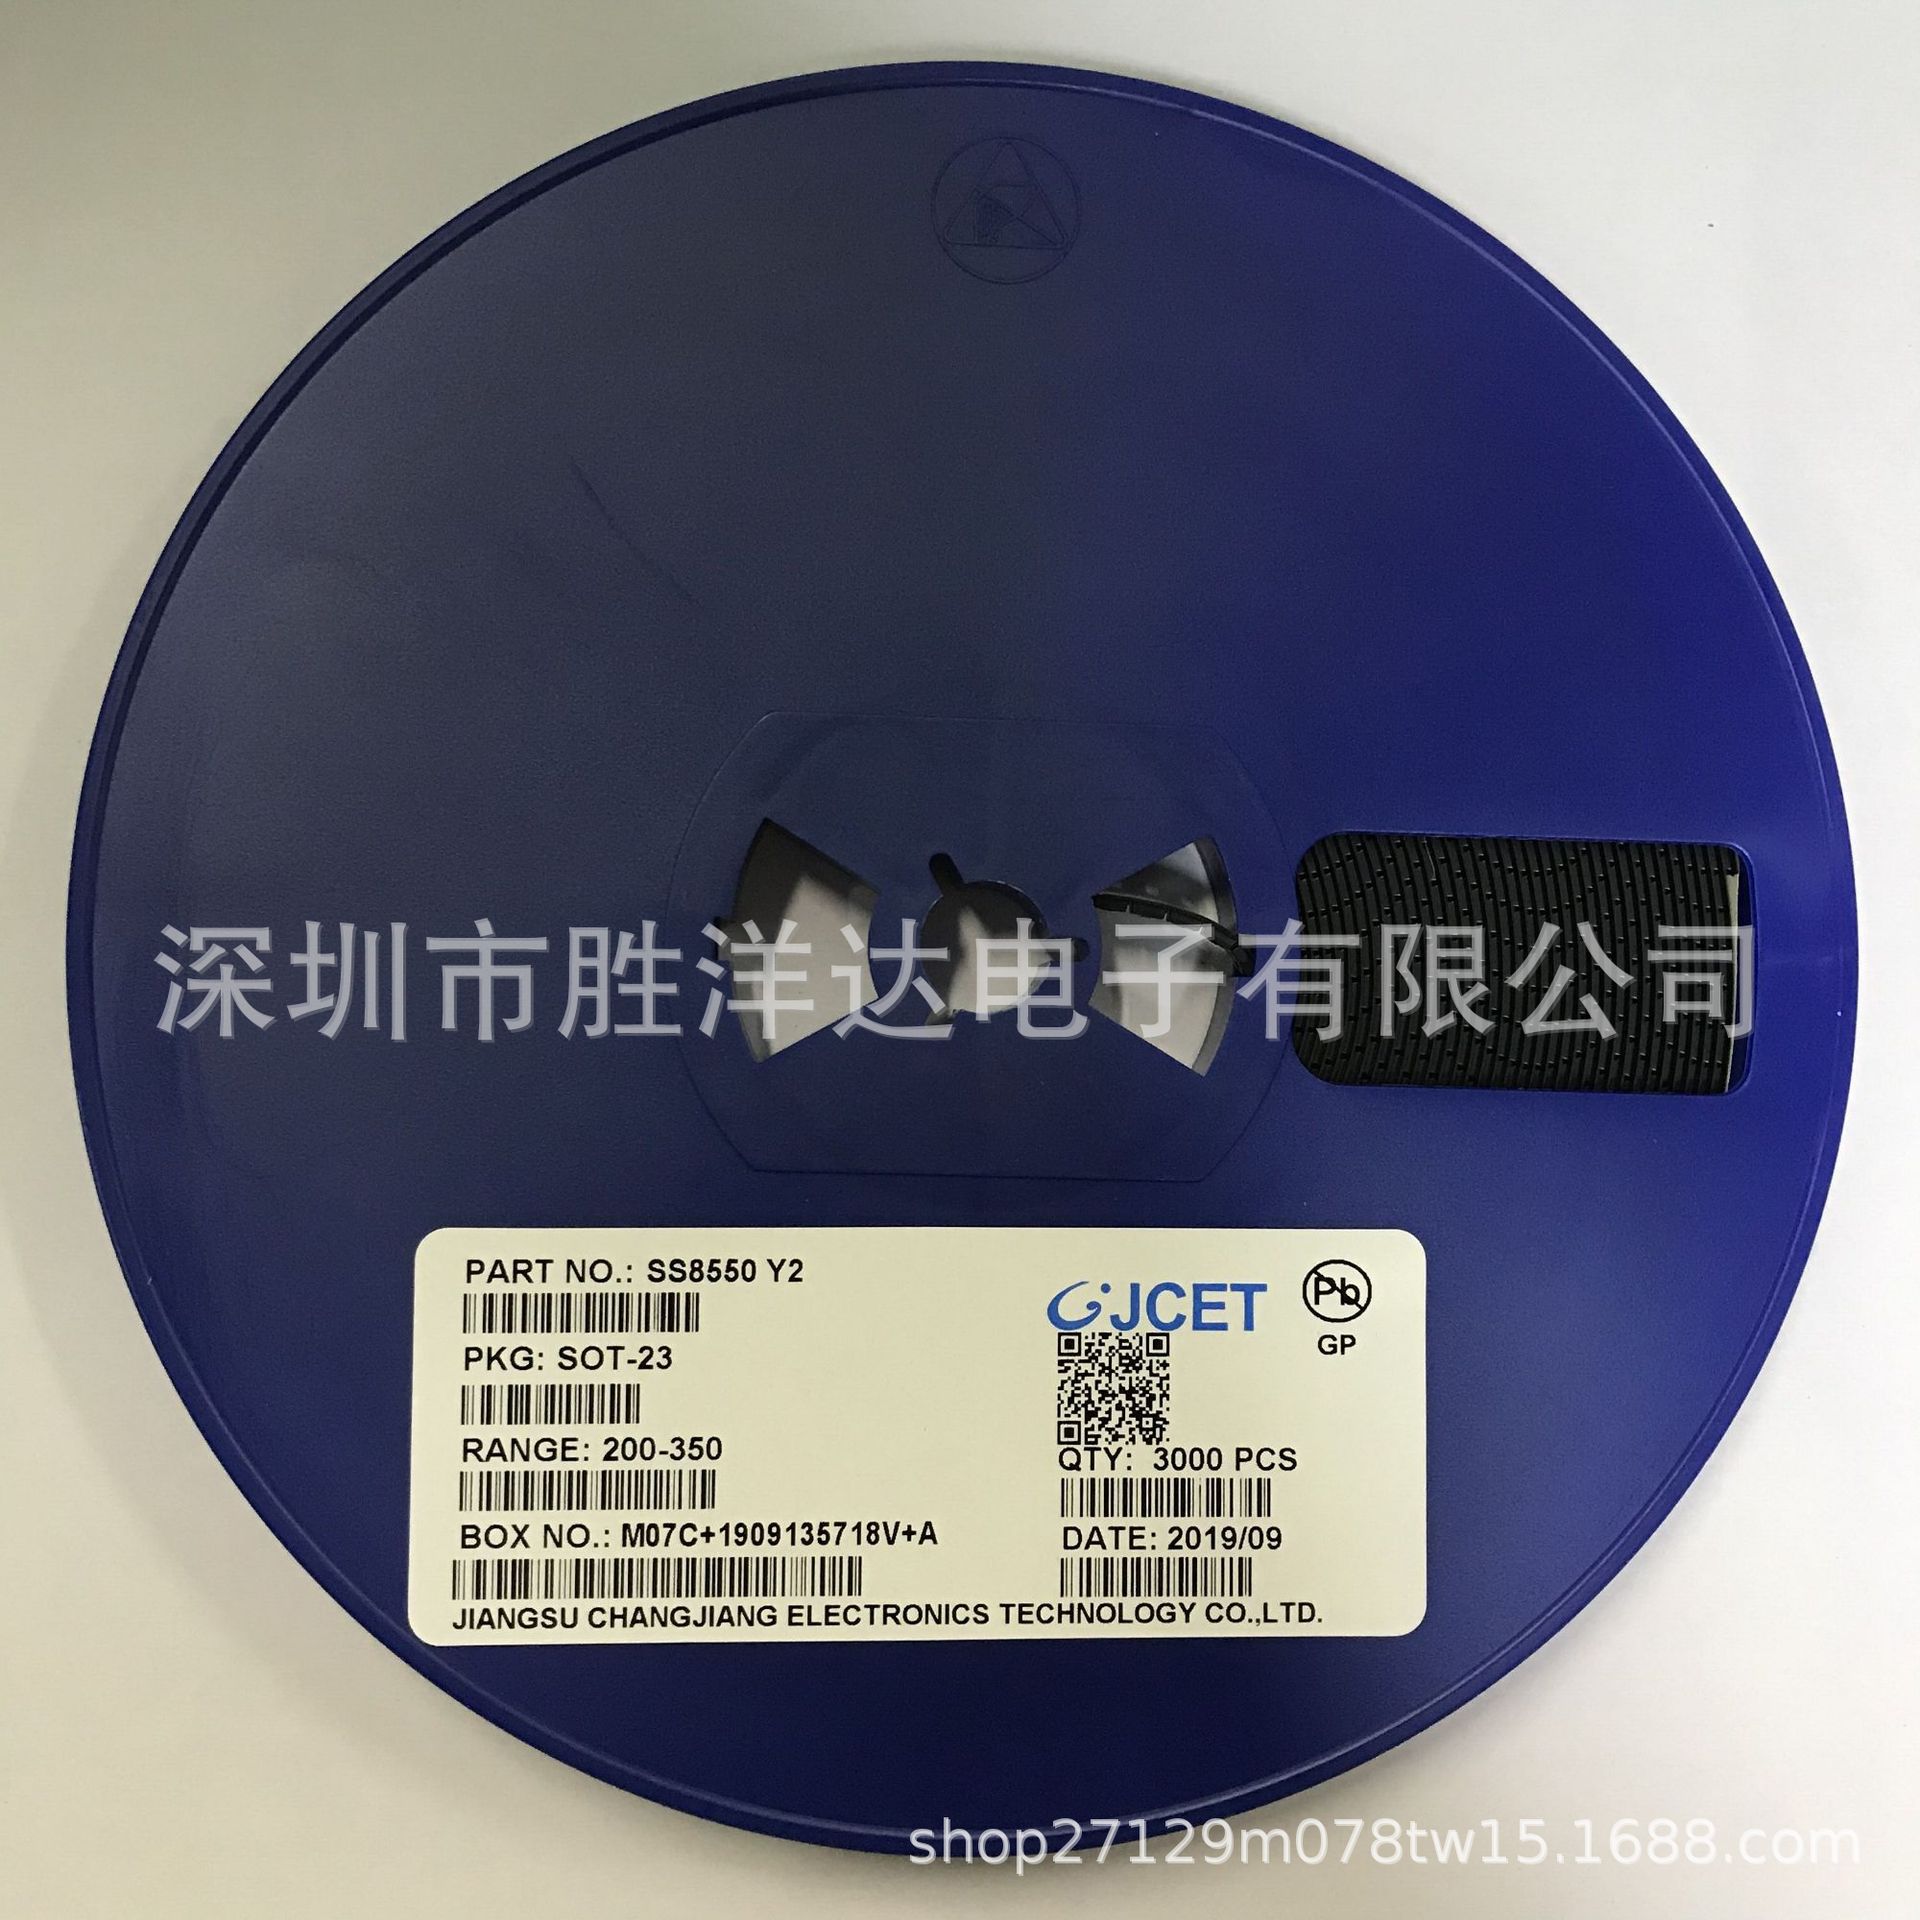 深圳市胜洋达电子有限公司
PART NO.: SS8550 Y2
JCET
Pb
GP
PKG: SOT-23
RANGE: 200-350
QTY: 3000 PCS
BOX NO.: M07C+1909135718V+A
DATE: 2019/09
JIANGSU CHANGJIANG ELECTRONICS TECHNOLOGY CO.,LTD.
shop27129m078tw15.1688.com